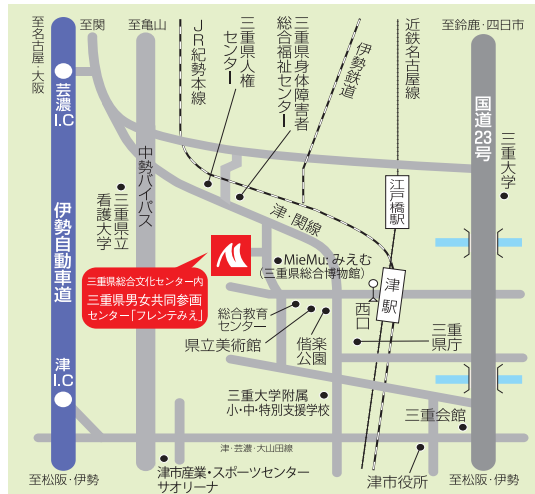 至名古屋・大阪
至関
至亀山
JR紀勢本線
三重県人権
センター
三重県身体障害者
総合福祉センター
伊勢鉄道
近鉄名古屋線
至鈴鹿・四日市
芸濃
I.C
中勢バイパス
国道23号
三重大学
三重県立
看護大学
江戸橋駅
津・関線
伊勢自動車道
MieMu:みえむ
(三重県総合博物館)
三重県総合文化センター内
三重県男女共同参画
センター「フレンテみえ」
津駅
西口
総合教育
センター
県立美術館
偕楽
公園
三重
県庁
津
I.C
三重大学附属
小・中・特別支援学校
三重会館
津・芸濃・大山田線
至松阪・伊勢
津市産業・スポーツセンター
サオリーナ
津市役所
至松阪・伊勢